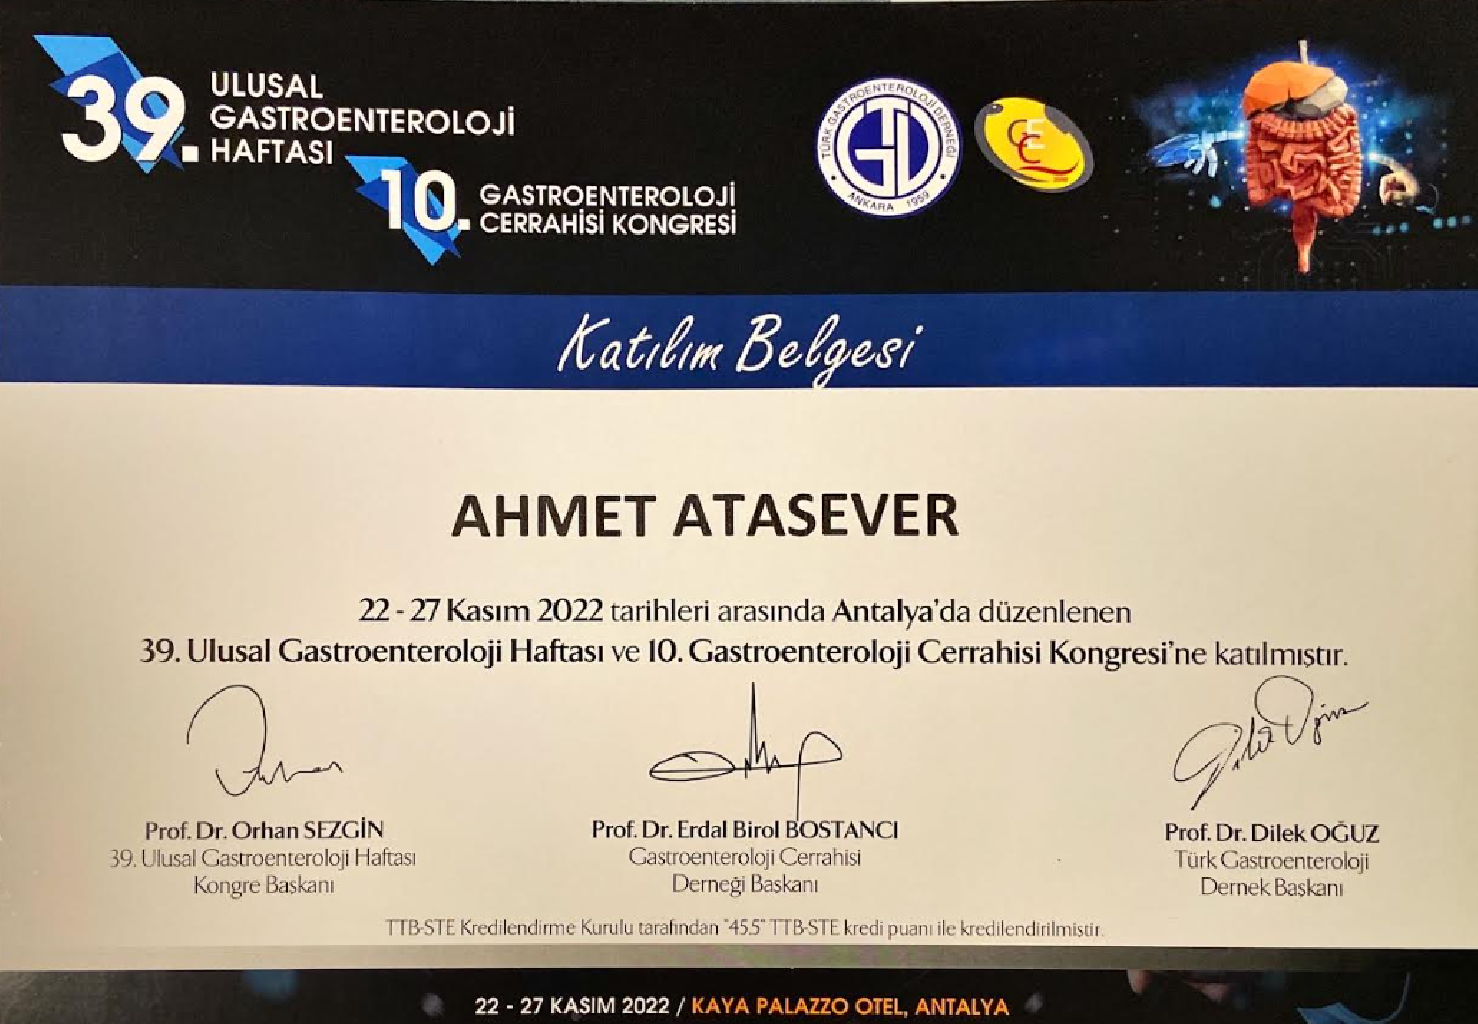 39. ULUSAL
GASTROENTEROLOJİ
HAFTASI
10. GASTROENTEROLOJİ
CERRAHİSİ KONGRESİ
TÜRK GASTROENTEROLOJİ DERNEĞİ
GTD
ANKARA 1959
Katılım Belgesi
AHMET ATASEVER
22 - 27 Kasım 2022 tarihleri arasında Antalya'da düzenlenen
39. Ulusal Gastroenteroloji Haftası ve 10. Gastroenteroloji Cerrahisi Kongresi'ne katılmıştır.
Prof. Dr. Orhan SEZGİN
39. Ulusal Gastroenteroloji Haftası
Kongre Başkanı
Prof. Dr. Erdal Birol BOSTANCI
Gastroenteroloji Cerrahisi
Derneği Başkanı
Prof. Dr. Dilek OĞUZ
Türk Gastroenteroloji
Dernek Başkanı
TTB-STE Kredilendirme Kurulu tarafından "45.5" TTB-STE kredi puanı ile kredilendirilmiştir.
22 - 27 KASIM 2022 / KAYA PALAZZO OTEL, ANTALYA